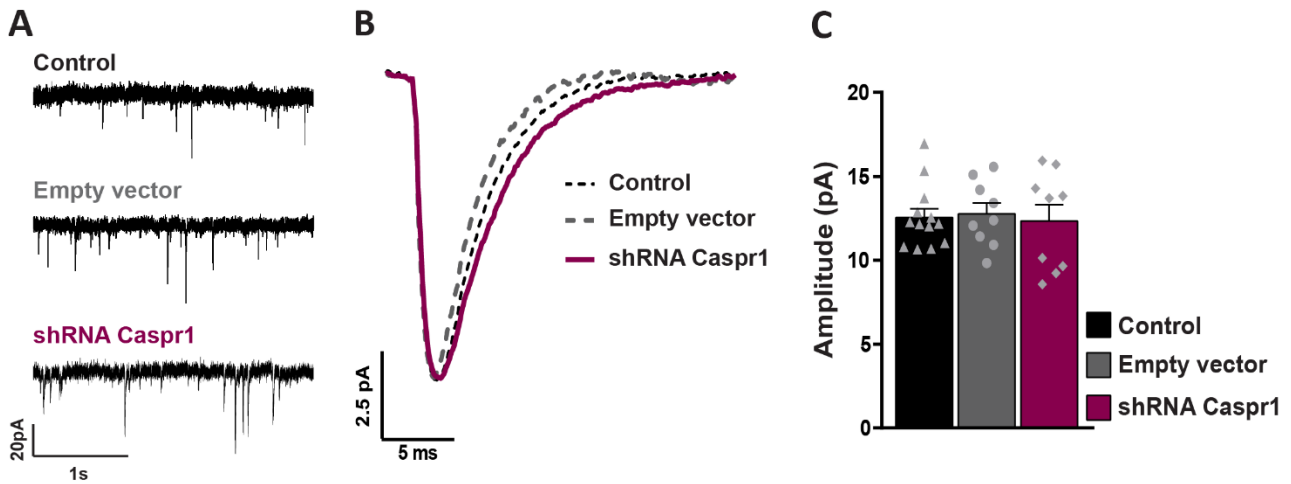 A
Control
Empty vector
shRNA Caspr1
20pA
1s
B
Control
Empty vector
shRNA Caspr1
2.5 pA
5 ms
C
Amplitude (pA)
20
15
10
5
0
Control
Empty vector
shRNA Caspr1